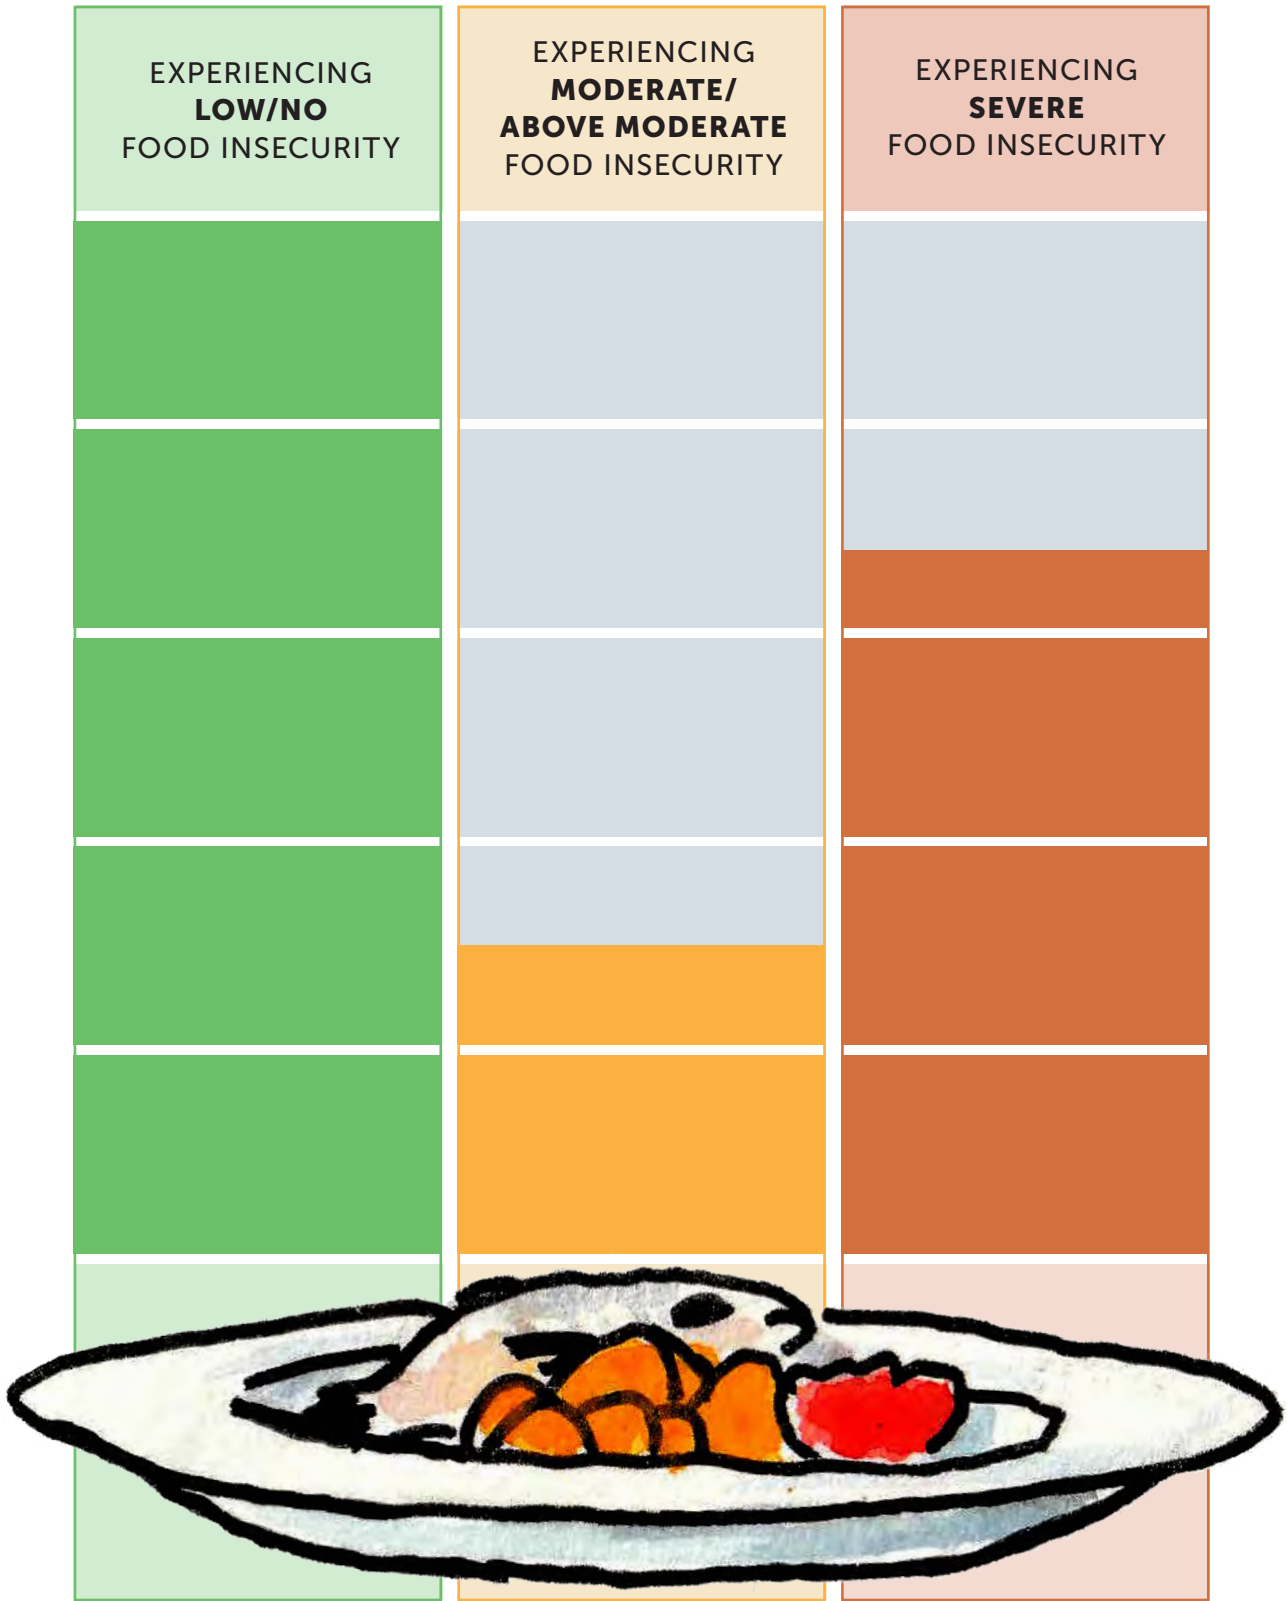 EXPERIENCING
LOW/NO
FOOD INSECURITY
EXPERIENCING
MODERATE/
ABOVE MODERATE
FOOD INSECURITY
EXPERIENCING
SEVERE
FOOD INSECURITY